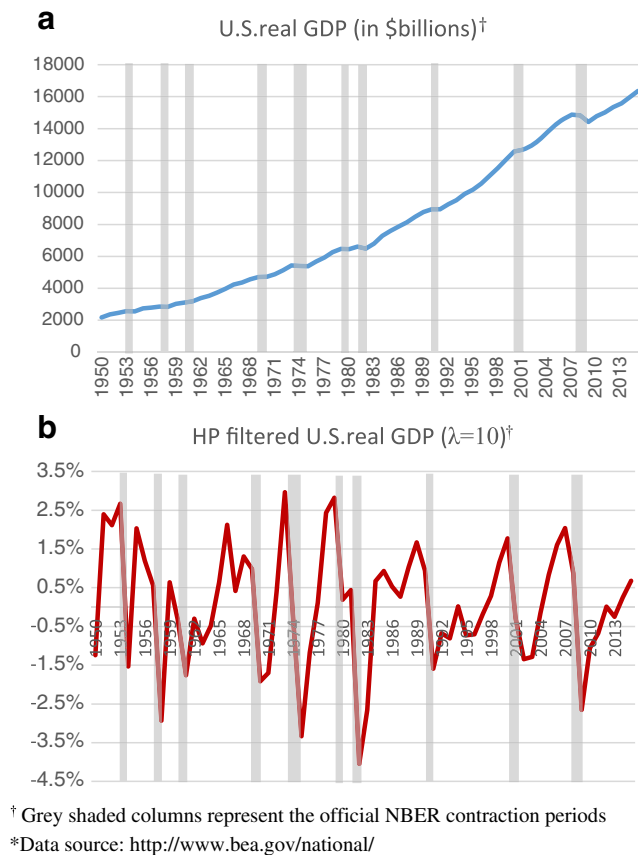 a
U.S.real GDP (in $billions)†
18000
16000
14000
12000
10000
8000
6000
4000
2000
0
1950 1953 1956 1959 1962 1965 1968 1971 1974 1977 1980 1983 1986 1989 1992 1995 1998 2001 2004 2007 2010 2013
b
HP filtered U.S.real GDP (λ=10)†
3.5%
2.5%
1.5%
0.5%
-0.5%
-1.5%
-2.5%
-3.5%
-4.5%
1950 1953 1956 1959 1962 1965 1968 1971 1974 1977 1980 1983 1986 1989 1992 1995 1998 2001 2004 2007 2010 2013
† Grey shaded columns represent the official NBER contraction periods
*Data source: http://www.bea.gov/national/